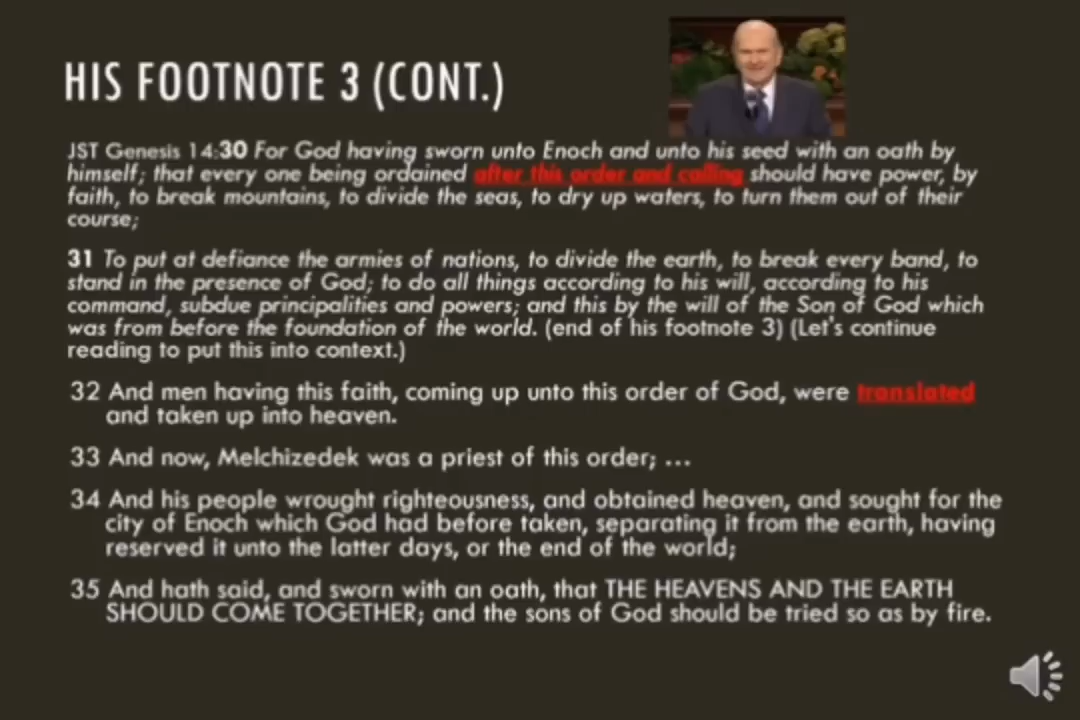 HIS FOOTNOTE 3 (CONT.)
JST Genesis 14:30 For God having sworn unto Enoch and unto his seed with an oath by
himself; that every one being ordained after this order and calling should have power, by
faith, to break mountains, to divide the seas, to dry up waters, to turn them out of their
course;
31 To put at defiance the armies of nations, to divide the earth, to break every band, to
stand in the presence of God; to do all things according to his will, according to his
command, subdue principalities and powers; and this by the will of the Son of God which
was from before the foundation of the world. (end of his footnote 3) (Let's continue
reading to put this into context.)
32 And men having this faith, coming up unto this order of God, were translated
and taken up into heaven.
33 And now, Melchizedek was a priest of this order; ...
34 And his people wrought righteousness, and obtained heaven, and sought for the
city of Enoch which God had before taken, separating it from the earth, having
reserved it unto the latter days, or the end of the world;
35 And hath said, and sworn with an oath, that THE HEAVENS AND THE EARTH
SHOULD COME TOGETHER; and the sons of God should be tried so as by fire.